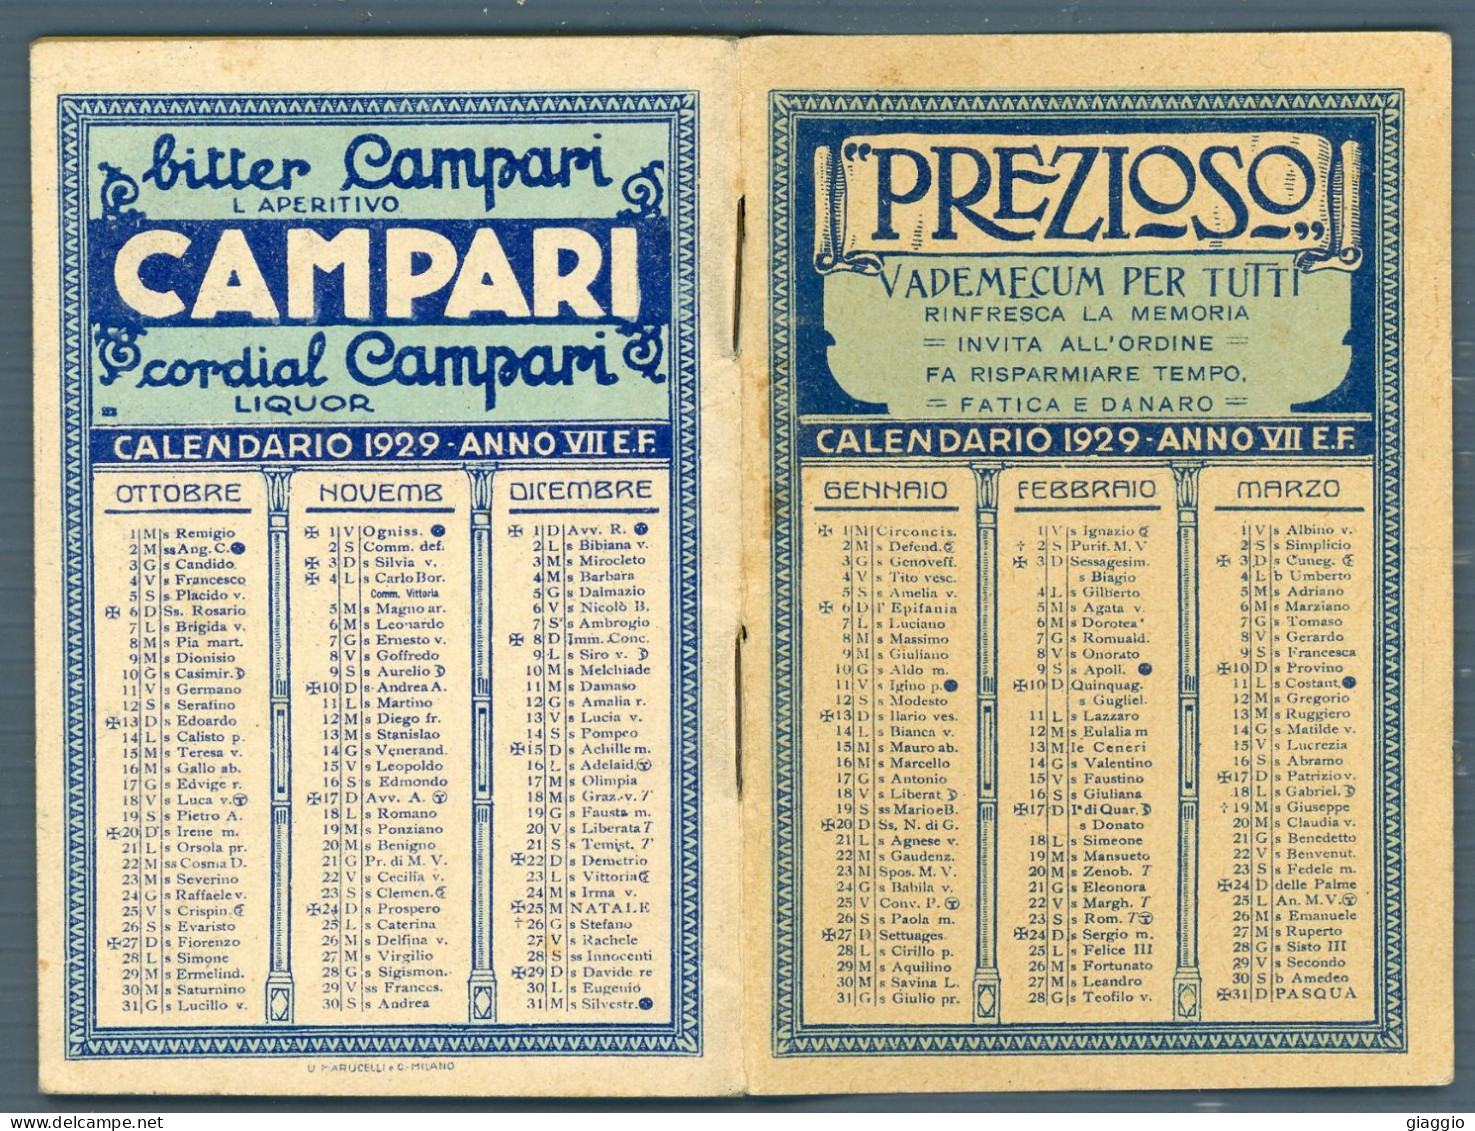 bitter Campari
L APERITIVO
CAMPARI
cordial Campari
LIQUOR
CALENDARIO 1929 - ANNO VII E.F.
OTTOBRE
1 M s Remigio
2 M ss Ang. C.
3 G s Candido
4 V s Francesco
5 S s. Placido v.
✠ 6 D Ss. Rosario
7 L s Brigida v.
8 M s Pia mart.
9 M s Dionisio
10 G s Casimir.
11 V s Germano
12 S s Serafino
✠13 D s Edoardo
14 L s Calisto p.
15 M s Teresa v.
16 M s Gallo ab.
17 G s Edvige r.
18 V s Luca v.
19 S s Pietro A.
✠20 D s Irene m.
21 L s Orsola pr.
22 M ss Cosma D.
23 M s Severino
24 G s Raffaele v.
25 V s Crispin.
26 S s Evaristo
✠27 D s Fiorenzo
28 L s Simone
29 M s Ermelind.
30 M s Saturnino
31 G s Lucillo v.
NOVEMB
✠ 1 V Ogniss.
2 S Comm. def.
✠ 3 D s Silvia v.
✠ 4 L s Carlo Bor.
Comm. Vittoria
5 M s Magno ar.
6 M s Leonardo
7 G s Ernesto v.
8 V s Goffredo
9 S s Aurelio
✠10 D s Andrea A.
11 L s Martino
12 M s Diego fr.
13 M s Stanislao
14 G s Venerand.
15 V s Leopoldo
16 S s Edmondo
✠17 D Avv. A.
18 L s Romano
19 M s Ponziano
20 M s Benigno
21 G Pr. di M. V.
22 V s Cecilia v.
23 S s Clemen.
✠24 D s Prospero
25 L s Caterina
26 M s Delfina v.
27 M s Virgilio
28 G s Sigismon.
29 V ss Frances.
30 S s Andrea
DICEMBRE
✠ 1 D Avv. R.
2 L s Bibiana v.
3 M s Mirocleto
4 M s Barbara
5 G s Dalmazio
6 V s Nicolò B.
7 S s Ambrogio
✠ 8 D Imm. Conc.
9 L s Siro v.
10 M s Melchiade
11 M s Damaso
12 G s Amalia r.
13 V s Lucia v.
14 S s Pompeo
✠15 D s Achille m.
16 L s Adelaid.
17 M s Olimpia
18 M s Graz. v. T
19 G s Fausta m.
20 V s Liberata T
21 S s Temist. T
✠22 D s Demetrio
23 L s Vittoria
24 M s Irma v.
✠25 M NATALE
†26 G s Stefano
27 V s Rachele
28 S ss Innocenti
✠29 D s Davide re
30 L s Eugenio
31 M s Silvestr.
U. MARUCELLI e C.-MILANO
"PREZIOSO"
VADEMECUM PER TUTTI
RINFRESCA LA MEMORIA
= INVITA ALL'ORDINE =
FA RISPARMIARE TEMPO,
= FATICA E DANARO =
CALENDARIO 1929 - ANNO VII E.F.
GENNAIO
✠ 1 M Circoncis.
2 M s Defend.
3 G s Genoveff.
4 V s Tito vesc.
5 S s Amelia v.
✠ 6 D l' Epifania
7 L s Luciano
8 M s Massimo
9 M s Giuliano
10 G s Aldo m.
11 V s Igino p.
12 S s Modesto
✠13 D s Ilario ves.
14 L s Bianca v.
15 M s Mauro ab.
16 M s Marcello
17 G s Antonio
18 V s Liberat.
19 S ss Mario e B.
✠20 D Ss. N. di G.
21 L s Agnese v.
22 M s Gaudenz.
23 M Spos. M. V.
24 G s Babila v.
25 V Conv. P.
26 S s Paola m.
✠27 D Settuages.
28 L s Cirillo p.
29 M s Aquilino
30 M s Savina L.
31 G s Giulio pr.
FEBBRAIO
1 V s Ignazio
† 2 S Purif. M. V
✠ 3 D Sessagesim.
s Biagio
4 L s Gilberto
5 M s Agata v.
6 M s Dorotea
7 G s Romuald.
8 V s Onorato
9 S s Apoll.
✠10 D Quinquag.
s Gugliel.
11 L s Lazzaro
12 M s Eulalia m
13 M le Ceneri
14 G s Valentino
15 V s Faustino
16 S s Giuliana
✠17 D Iª di Quar.
s Donato
18 L s Simeone
19 M s Mansueto
20 M s Zenob. T
21 G s Eleonora
22 V s Margh. T
23 S s Rom. T
✠24 D s Sergio m.
25 L s Felice III
26 M s Fortunato
27 M s Leandro
28 G s Teofilo v.
MARZO
1 V s Albino v.
2 S s Simplicio
✠ 3 D s Cuneg.
4 L b Umberto
5 M s Adriano
6 M s Marziano
7 G s Tomaso
8 V s Gerardo
9 S s Francesca
✠10 D s Provino
11 L s Costant.
12 M s Gregorio
13 M s Ruggiero
14 G s Matilde v.
15 V s Lucrezia
16 S s Abramo
✠17 D s Patrizio v.
18 L s Gabriel.
†19 M s Giuseppe
20 M s Claudia v.
21 G s Benedetto
22 V s Benvenut.
23 S s Fedele m.
✠24 D delle Palme
25 L An. M. V.
26 M s Emanuele
27 M s Ruperto
28 G s Sisto III
29 V s Secondo
30 S b Amedeo
✠31 D PASQUA
giaggio